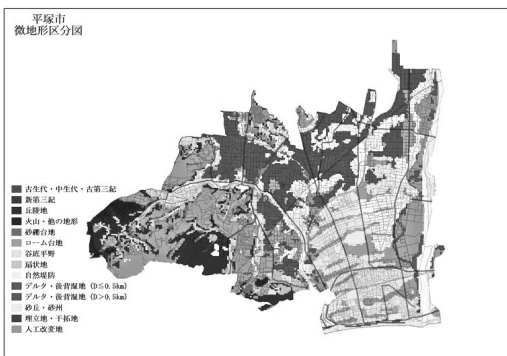 平塚市
微地形区分図
古生代・中生代・古第三紀
新第三紀
丘陵地
火山・他の地形
砂礫台地
ローム台地
谷底平野
扇状地
自然堤防
デルタ・後背湿地 (D≦0.5km)
デルタ・後背湿地 (D>0.5km)
砂丘・砂州
埋立地・干拓地
人工改変地